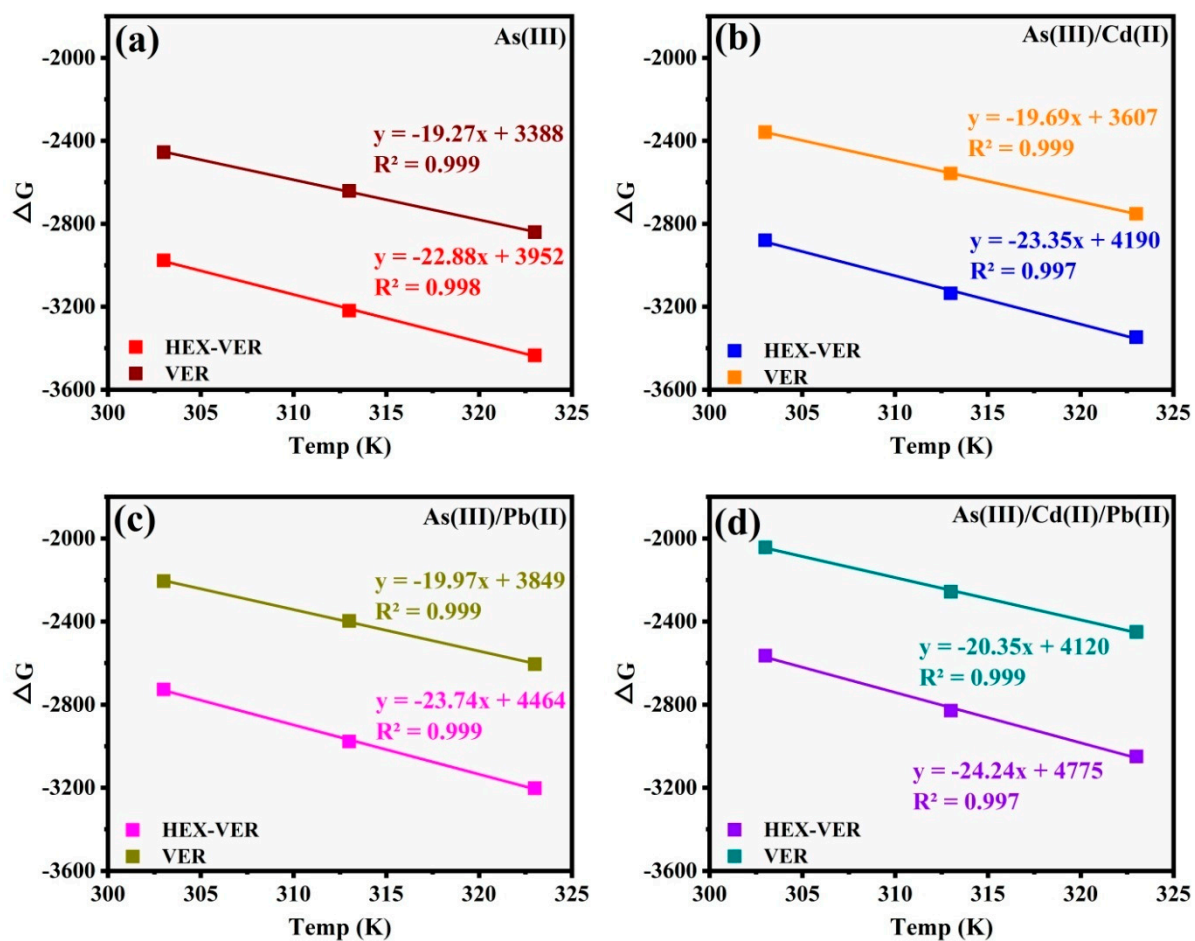 (a)
As(III)
y = -19.27x + 3388
R² = 0.999
y = -22.88x + 3952
R² = 0.998
HEX-VER
VER
-2000
-2400
-2800
-3200
-3600
△G
300 305 310 315 320 325
Temp (K)
(b)
As(III)/Cd(II)
y = -19.69x + 3607
R² = 0.999
y = -23.35x + 4190
R² = 0.997
HEX-VER
VER
-2000
-2400
-2800
-3200
-3600
△G
300 305 310 315 320 325
Temp (K)
(c)
As(III)/Pb(II)
y = -19.97x + 3849
R² = 0.999
y = -23.74x + 4464
R² = 0.999
HEX-VER
VER
-2000
-2400
-2800
-3200
-3600
△G
300 305 310 315 320 325
Temp (K)
(d)
As(III)/Cd(II)/Pb(II)
y = -20.35x + 4120
R² = 0.999
y = -24.24x + 4775
R² = 0.997
HEX-VER
VER
-2000
-2400
-2800
-3200
-3600
△G
300 305 310 315 320 325
Temp (K)